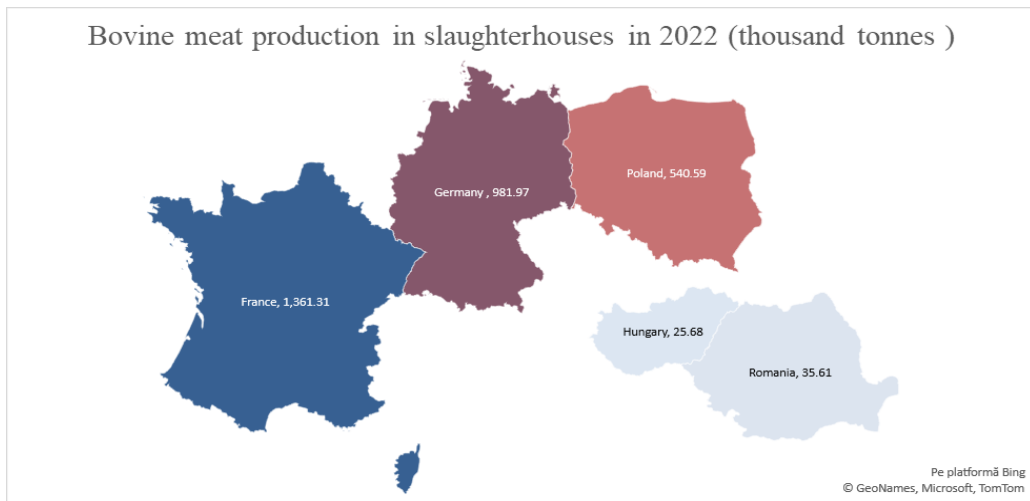 Bovine meat production in slaughterhouses in 2022 (thousand tonnes )
Germany , 981.97
Poland, 540.59
France, 1,361.31
Hungary, 25.68
Romania, 35.61
Pe platformă Bing
© GeoNames, Microsoft, TomTom